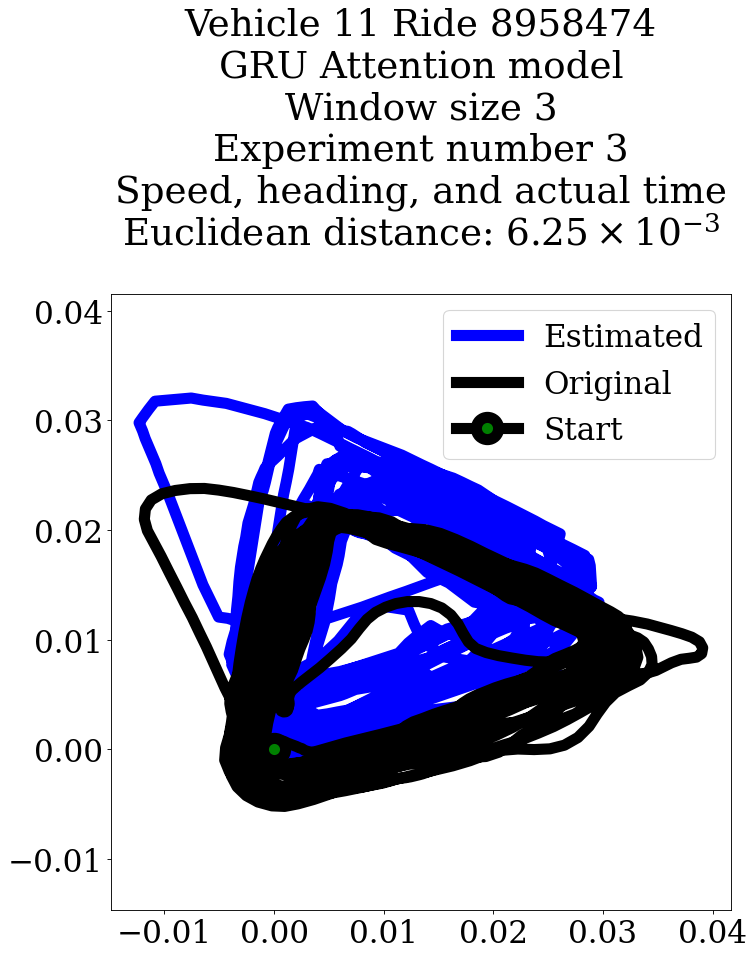 Vehicle 11 Ride 8958474
GRU Attention model
Window size 3
Experiment number 3
Speed, heading, and actual time
Euclidean distance: 6.25 × 10⁻³
0.04
0.03
0.02
0.01
0.00
−0.01
Estimated
Original
Start
−0.01 0.00 0.01 0.02 0.03 0.04